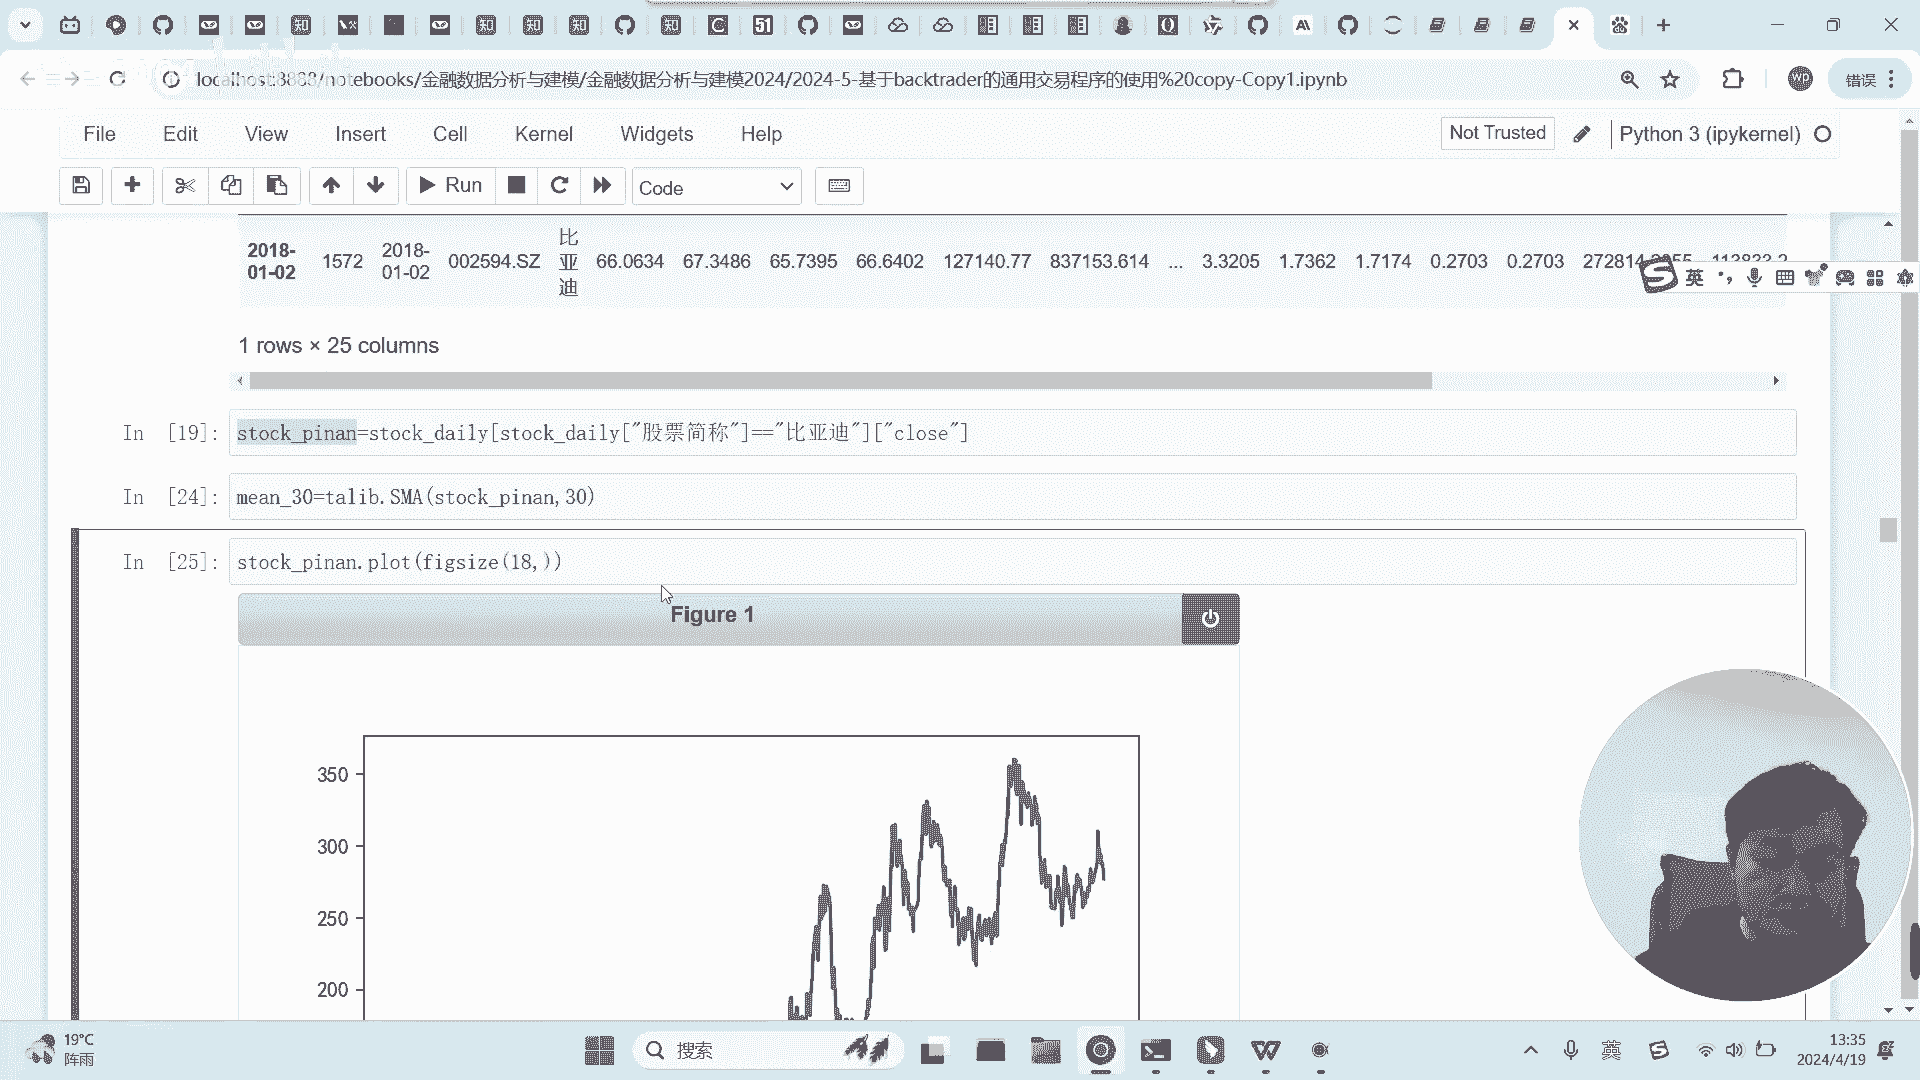 localhost:8888/notebooks/金融数据分析与建模/金融数据分析与建模2024/2024-5-基于backtrader的通用交易程序的使用%20copy-Copy1.ipynb
wp
错误
File Edit View Insert Cell Kernel Widgets Help
Not Trusted
Python 3 (ipykernel)
Run
Code
2018-01-02 1572 2018-01-02 002594.SZ 比亚迪 66.0634 67.3486 65.7395 66.6402 127140.77 837153.614 ... 3.3205 1.7362 1.7174 0.2703 0.2703
英
1 rows × 25 columns
In [19]: stock_pinan=stock_daily[stock_daily["股票简称"]=="比亚迪"]["close"]
In [24]: mean_30=talib.SMA(stock_pinan,30)
In [25]: stock_pinan.plot(figsize(18,))
Figure 1
350
300
250
200
19°C
阵雨
搜索
英
13:35
2024/4/19